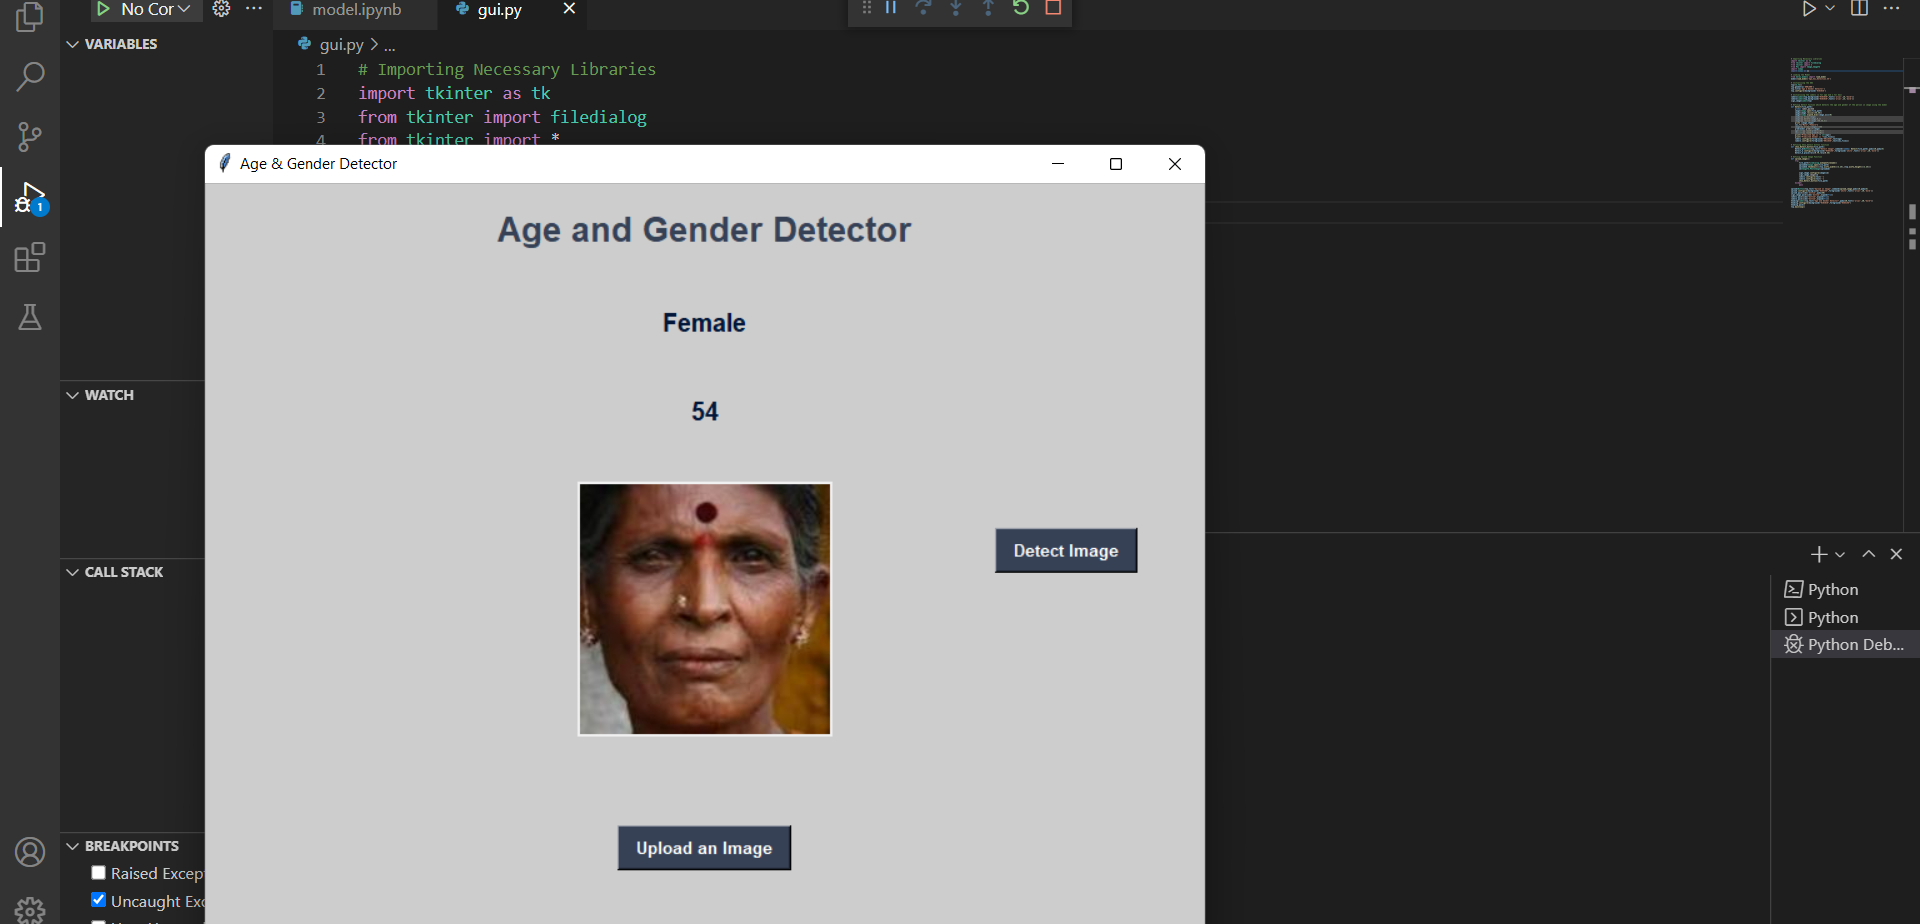 No Cor
model.ipynb
gui.py
VARIABLES
gui.py > ...
1 # Importing Necessary Libraries
2 import tkinter as tk
3 from tkinter import filedialog
4 from tkinter import *
Age & Gender Detector
Age and Gender Detector
Female
54
Detect Image
Upload an Image
1
WATCH
CALL STACK
BREAKPOINTS
Raised Excep
Uncaught Exc
Python
Python
Python Deb...